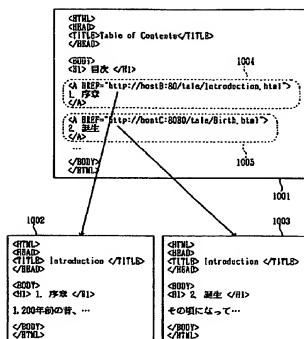 <HTML>
<HEAD>
<TITLE>Table of Contents</TITLE>
</HEAD>
<BODY>
<H1> 目次 </H1>
1004
<A HREF="http://hostB:80/tale/Introduction.html">
1. 序章
</A>
<A HREF="http://hostC:8080/tale/Birth.html">
2. 誕生
</A>
...
1005
</BODY>
</HTML>
1001
1002
<HTML>
<HEAD>
<TITLE> Introduction </TITLE>
</HEAD>
<BODY>
<H1> 1. 序章 </H1>
1,200年前の昔、…
</BODY>
</HTML>
1003
<HTML>
<HEAD>
<TITLE> Introduction </TITLE>
</HEAD>
<BODY>
<H1> 2. 誕生 </H1>
その頃になって…
</BODY>
</HTML>